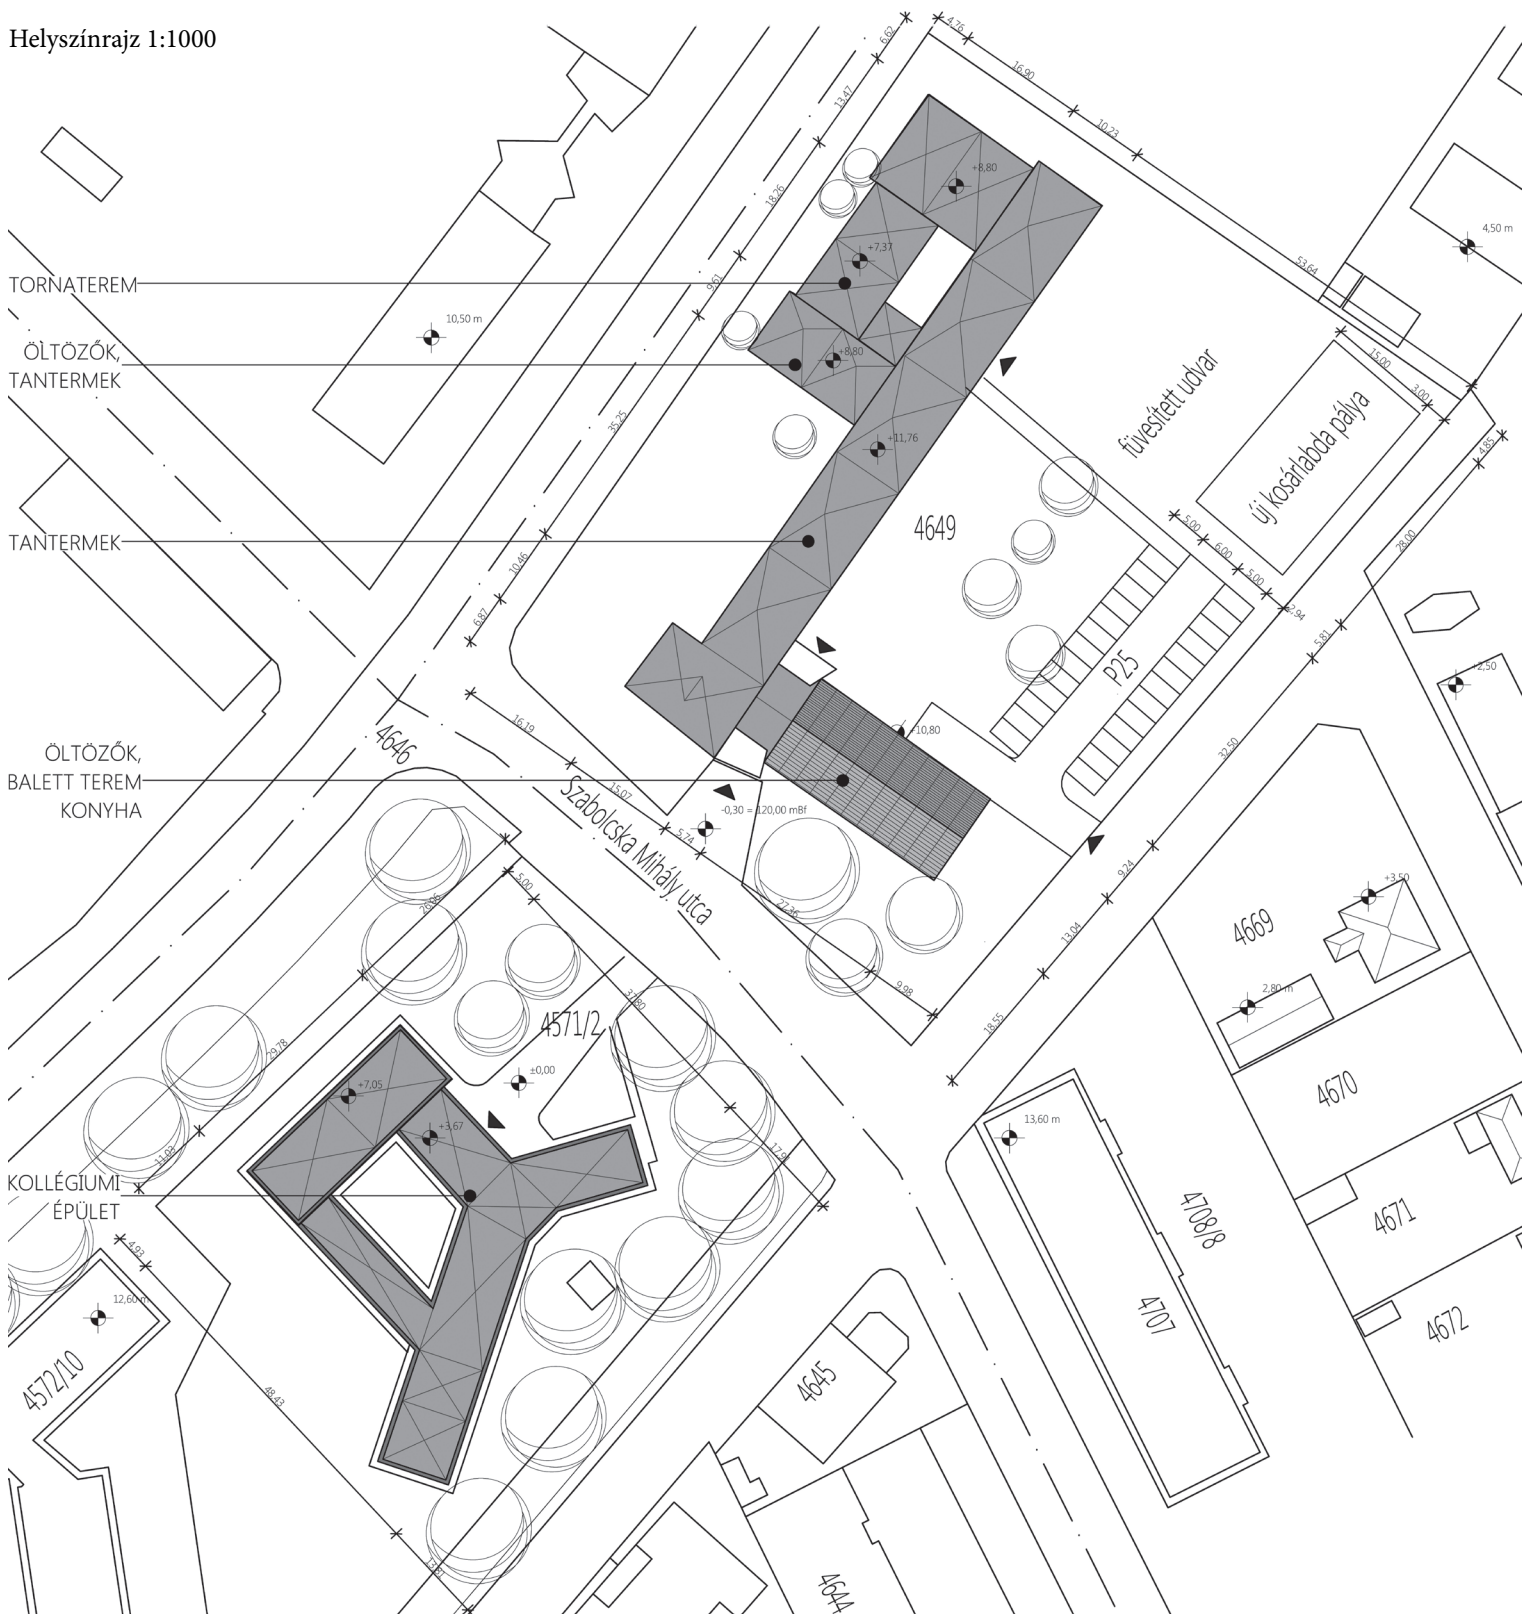 Helyszínrajz 1:1000
4,76
6,62
16,90
13,47
10,23
+8,80
18,26
4,50 m
+7,37
53,64
TORNATEREM
9,61
10,50 m
ÖLTÖZŐK,
TANTERMEK
+8,80
15,00
3,00
füvesített udvar
új kosárlabda pálya
35,25
+11,76
4,85
4649
TANTERMEK
5,00
6,00
5,00
2,94
28,00
10,46
6,87
5,81
P25
+2,50
16,19
4646
+10,80
32,50
ÖLTÖZŐK,
BALETT TEREM
KONYHA
15,07
Szabolcska Mihály utca
-0,30 = 120,00 mBf
5,74
9,24
5,00
+3,50
27,36
13,04
4669
9,98
2,80 m
37,80
4571/2
18,55
29,78
±0,00
+7,05
4670
+3,67
13,60 m
17,91
KOLLÉGIUMI
ÉPÜLET
4671
4708/8
4,93
12,60 m
4707
4672
4572/10
48,43
4645
4644